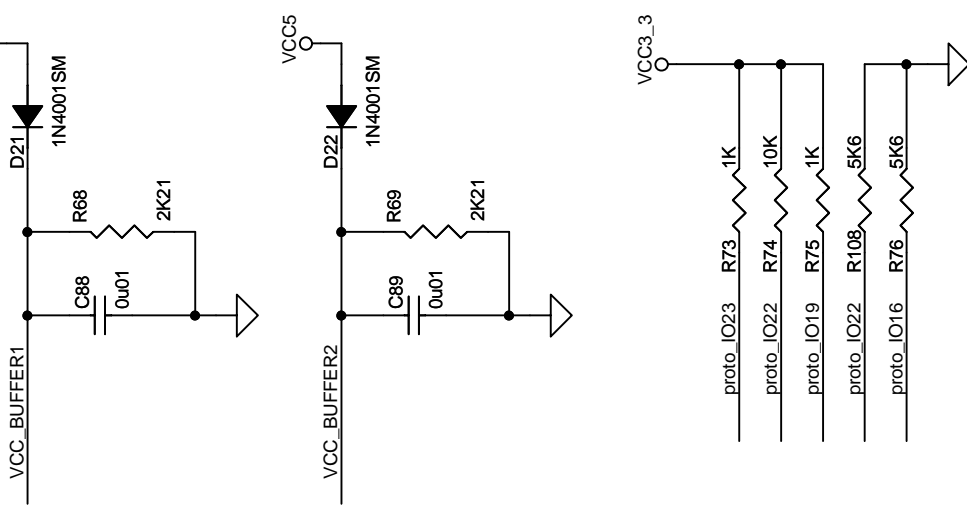 D21
1N4001SM
R68
2K21
C88
0u01
VCC_BUFFER1
VCC5
D22
1N4001SM
R69
2K21
C89
0u01
VCC_BUFFER2
VCC3_3
1K
10K
1K
5K6
5K6
R73
R74
R75
R108
R76
proto_IO23
proto_IO22
proto_IO19
proto_IO22
proto_IO16